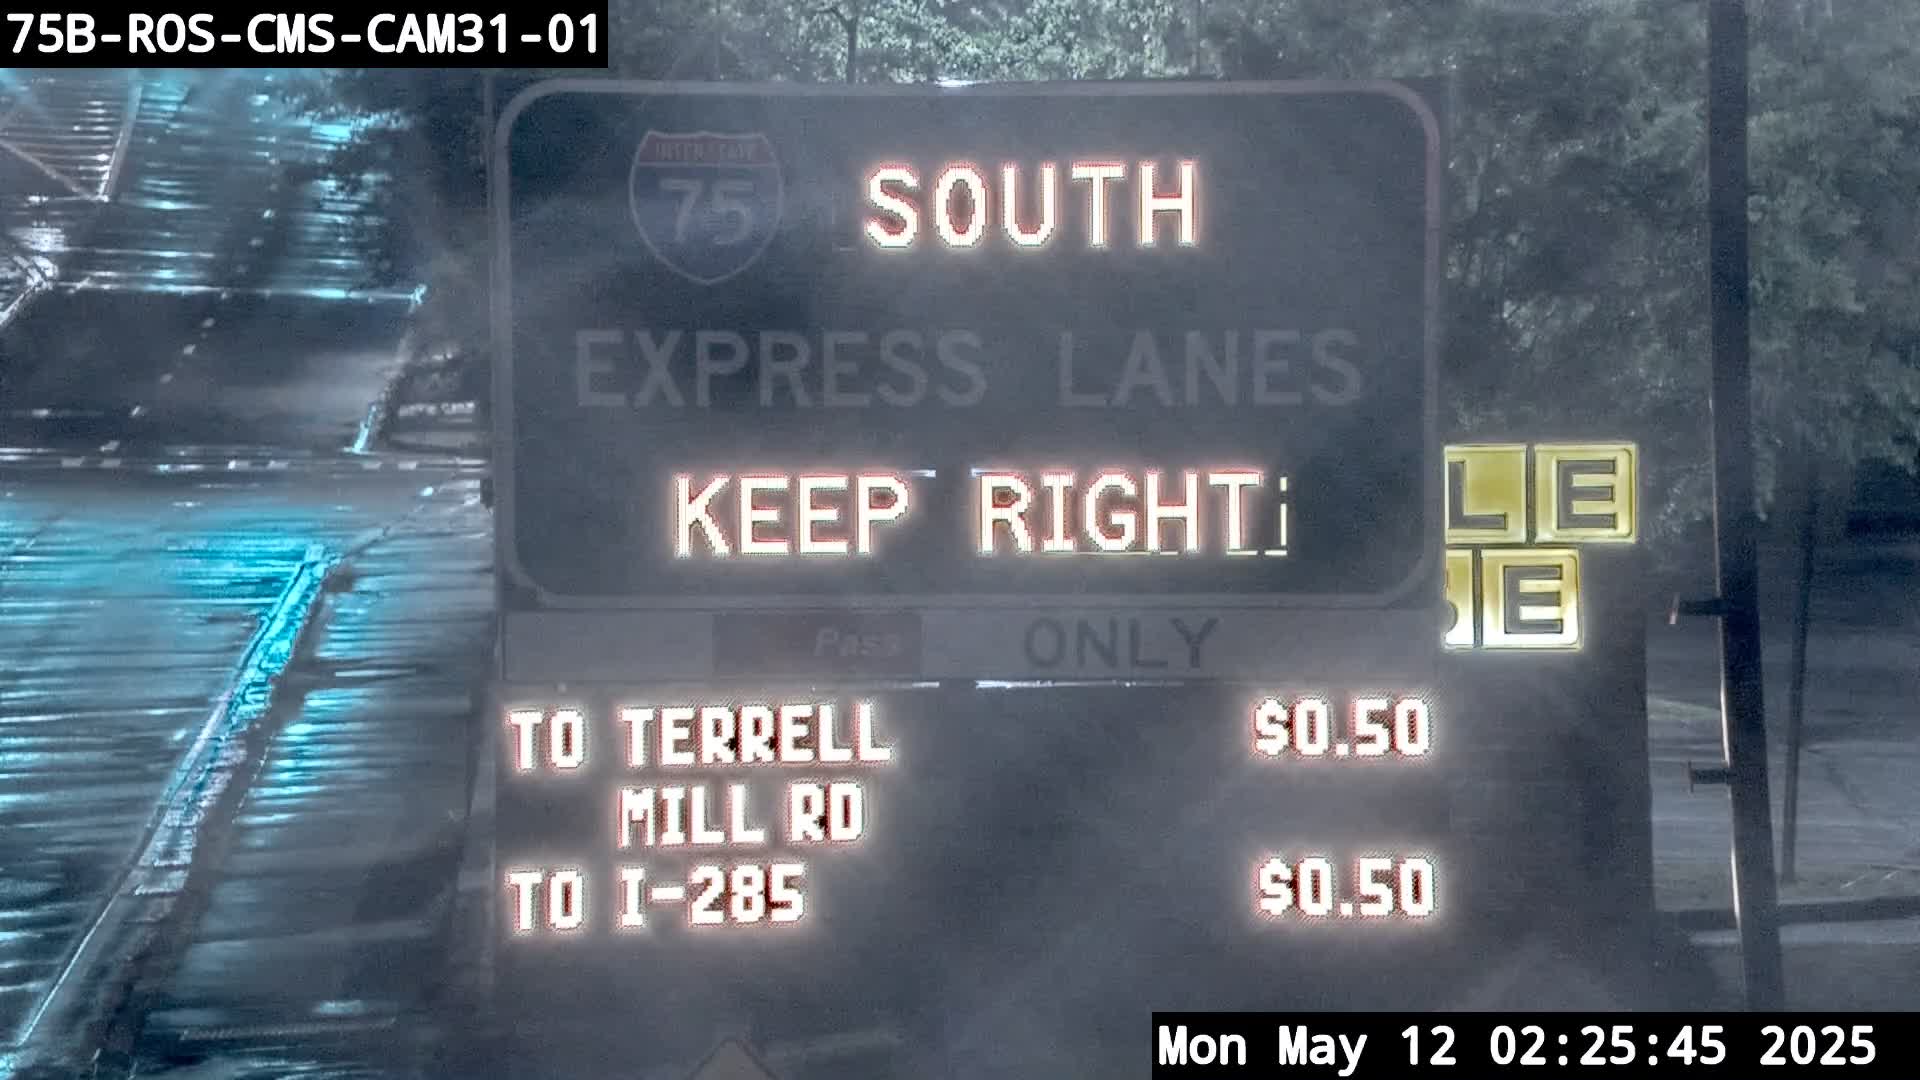 75B-ROS-CMS-CAM31-01
INTERSTATE
75
SOUTH
EXPRESS LANES
KEEP RIGHT
LE
E
Pass ONLY
TO TERRELL $0.50
MILL RD
TO I-285 $0.50
Mon May 12 02:25:45 2025